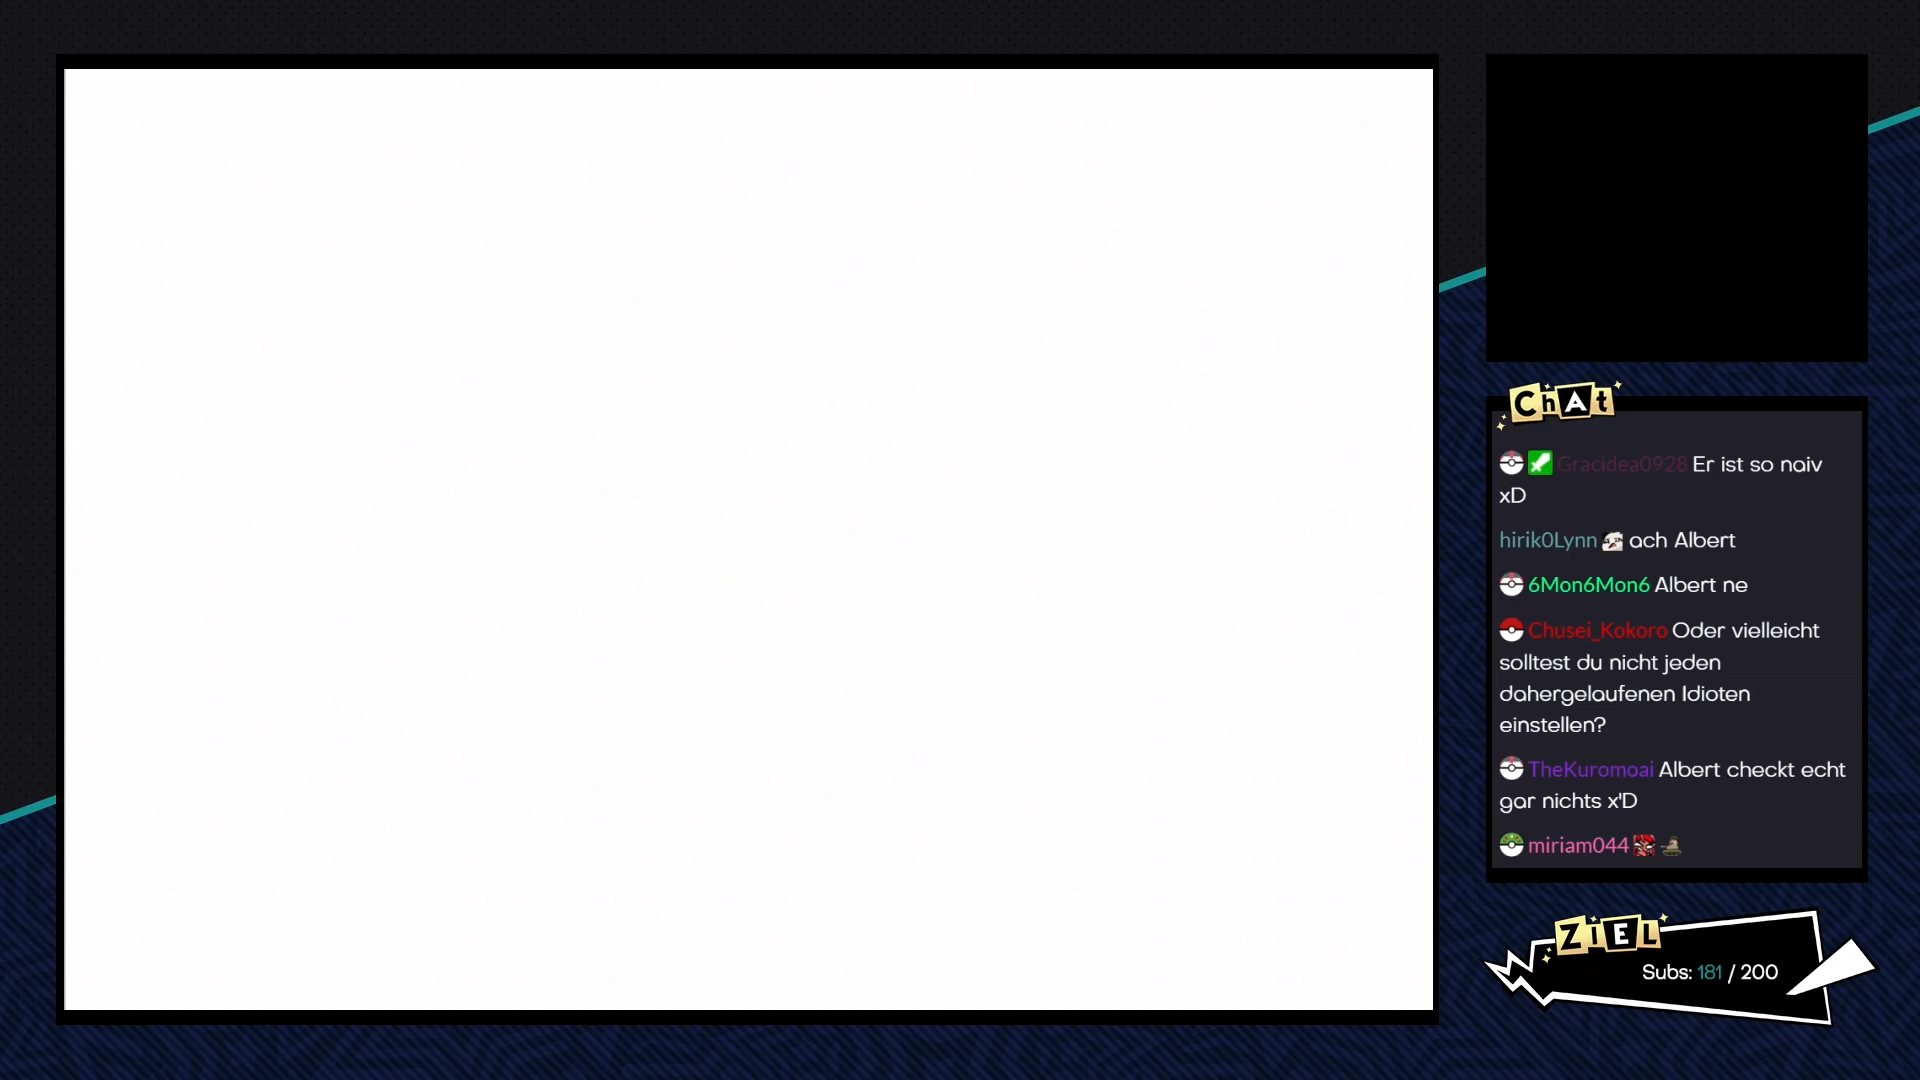 ChAt
Gracidea0928 Er ist so naiv
xD
hirik0Lynn ach Albert
6Mon6Mon6 Albert ne
Chusei_Kokoro Oder vielleicht
solltest du nicht jeden
dahergelaufenen Idioten
einstellen?
TheKuromoai Albert checkt echt
gar nichts x'D
miriam044
ZiEL
Subs: 181 / 200